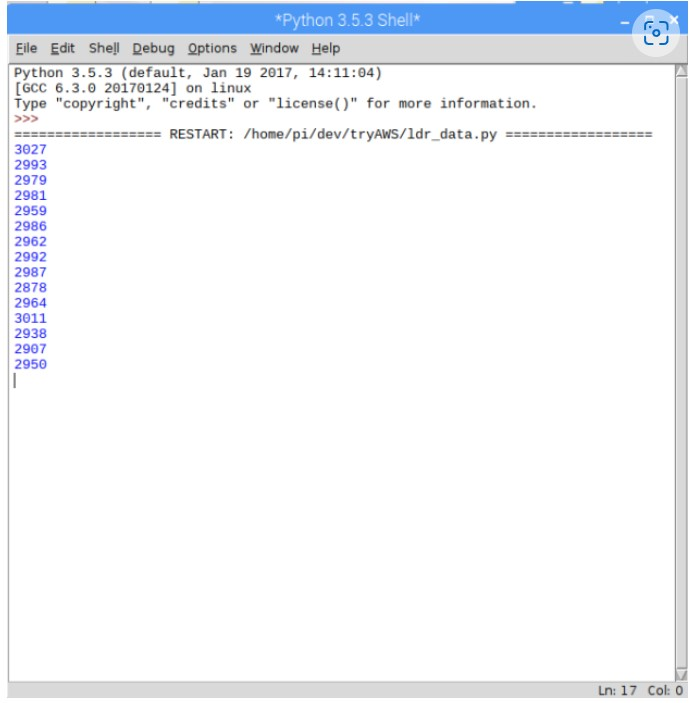 *Python 3.5.3 Shell*
File Edit Shell Debug Options Window Help
Python 3.5.3 (default, Jan 19 2017, 14:11:04)
[GCC 6.3.0 20170124] on linux
Type "copyright", "credits" or "license()" for more information.
>>>
================== RESTART: /home/pi/dev/tryAWS/ldr_data.py ==================
3027
2993
2979
2981
2959
2986
2962
2992
2987
2878
2964
3011
2938
2907
2950
Ln: 17 Col: 0